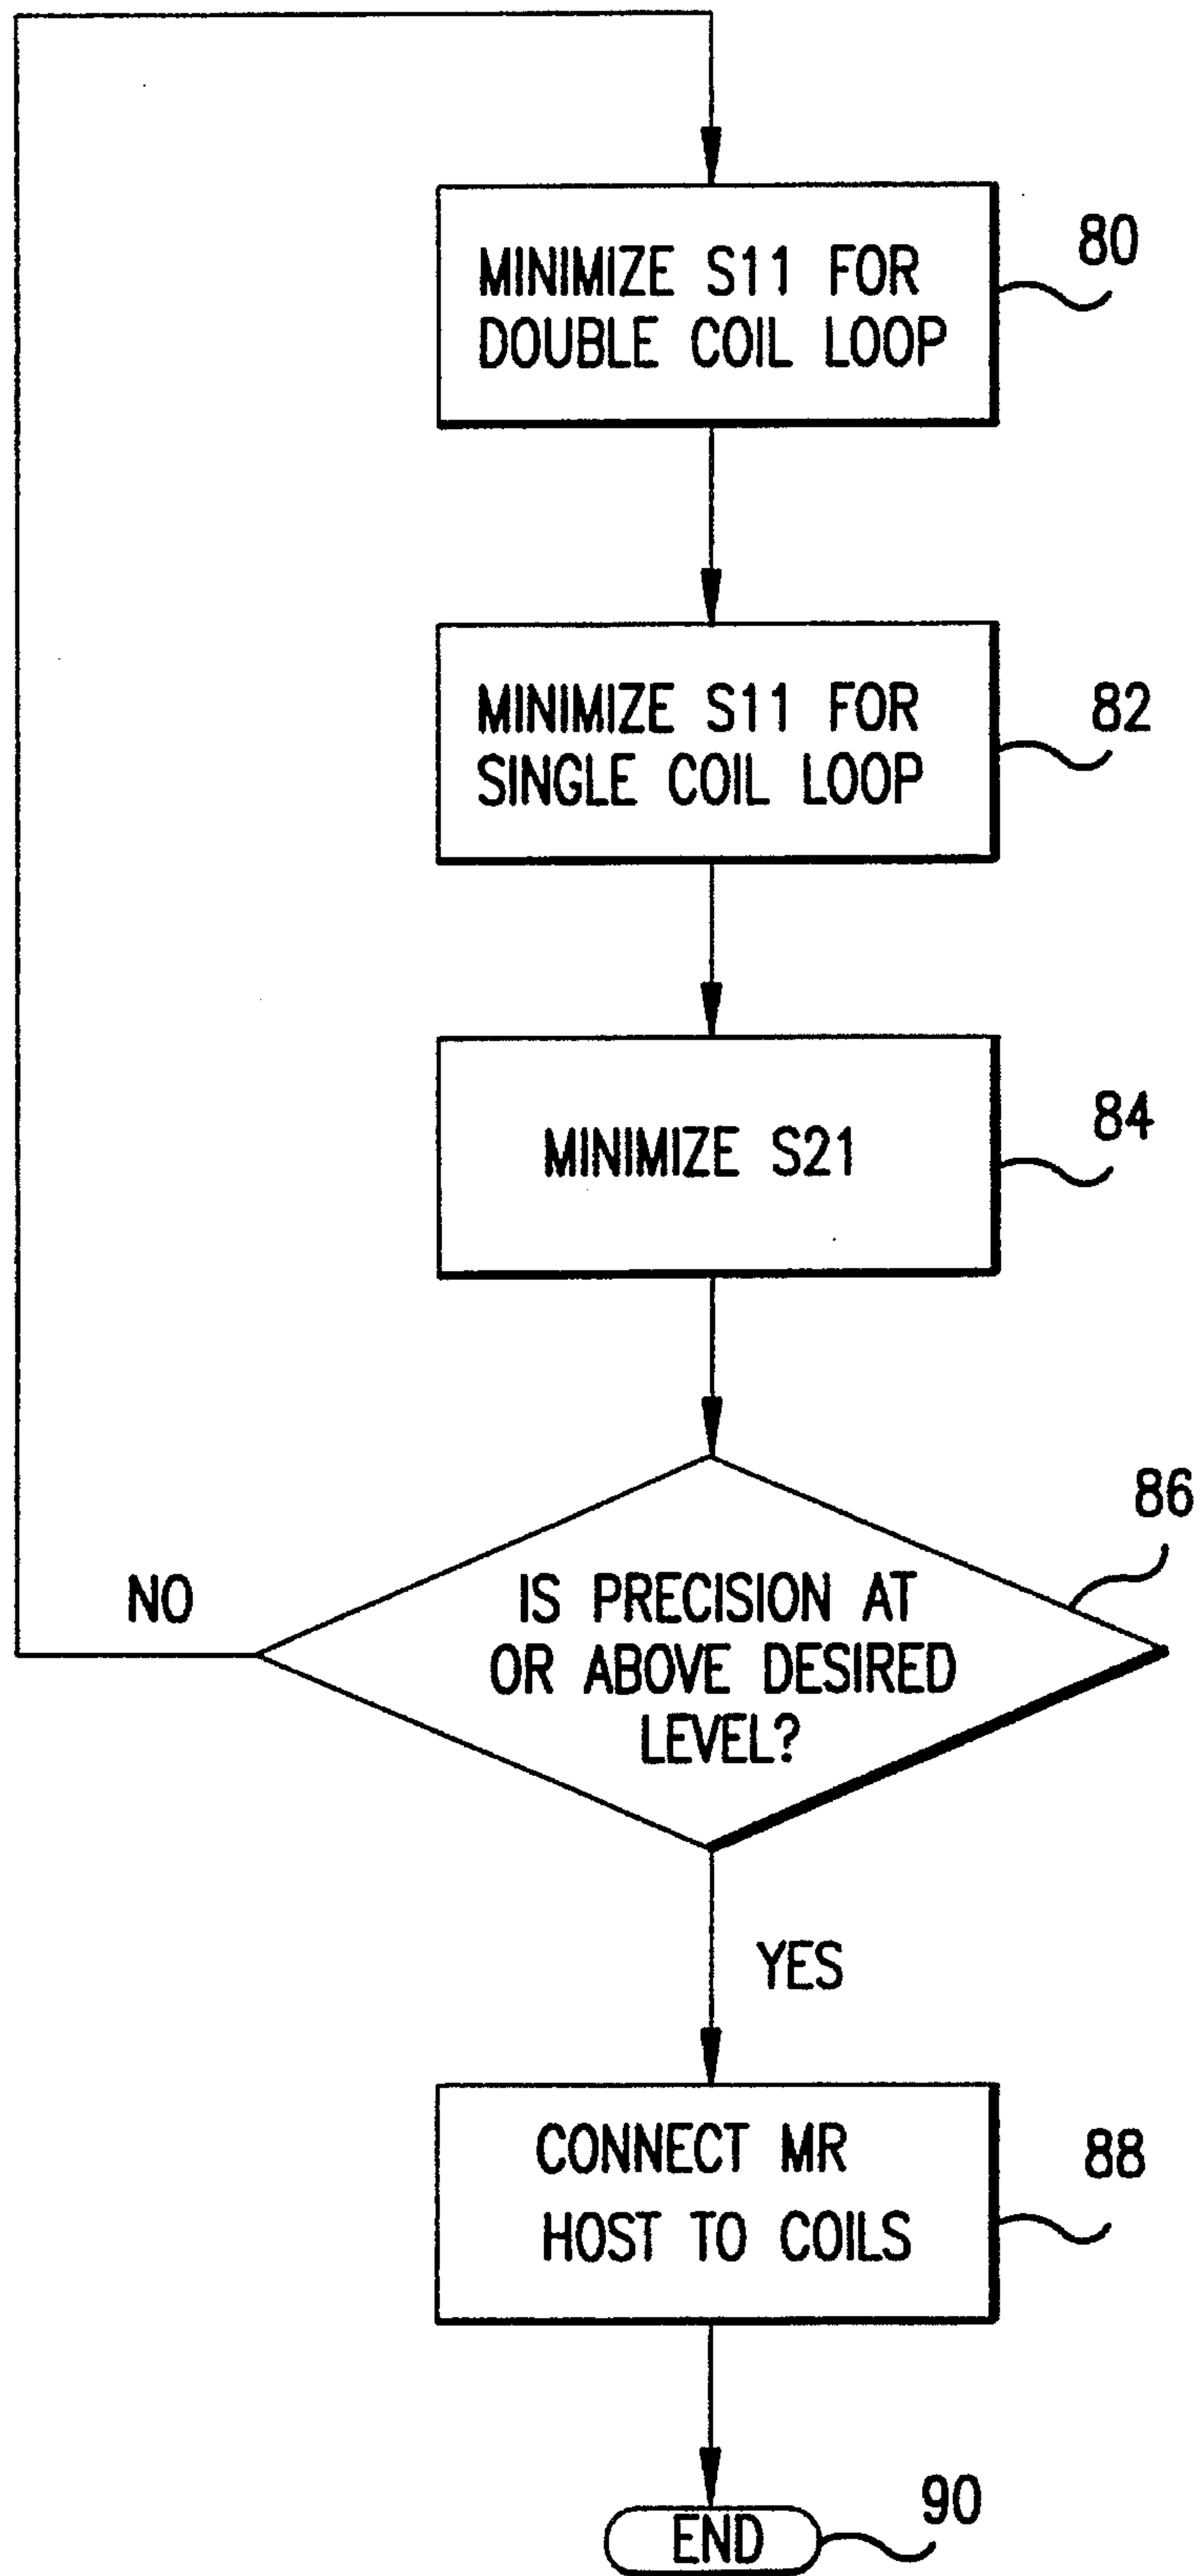 MINIMIZE S11 FOR
DOUBLE COIL LOOP
80
MINIMIZE S11 FOR
SINGLE COIL LOOP
82
MINIMIZE S21
84
86
NO
IS PRECISION AT
OR ABOVE DESIRED
LEVEL?
YES
CONNECT MR
HOST TO COILS
88
END
90